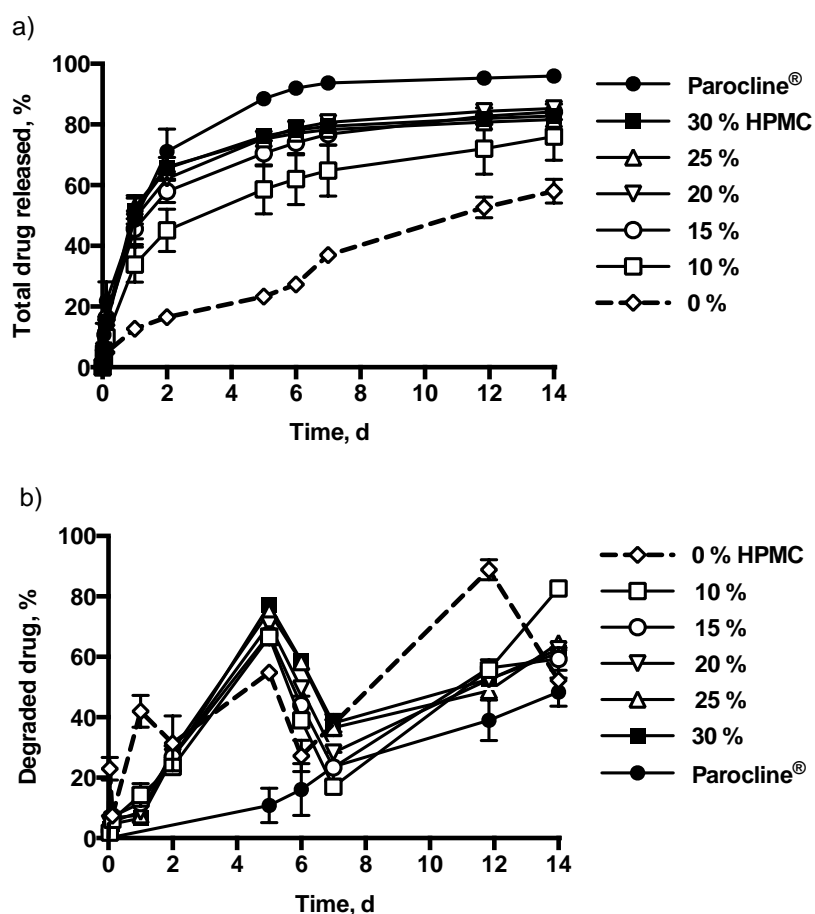 a)
Total drug released, %
100
80
60
40
20
0
0 2 4 6 8 10 12 14
Time, d
Parocline®
30 % HPMC
25 %
20 %
15 %
10 %
0 %
b)
Degraded drug, %
100
80
60
40
20
0
0 2 4 6 8 10 12 14
Time, d
0 % HPMC
10 %
15 %
20 %
25 %
30 %
Parocline®